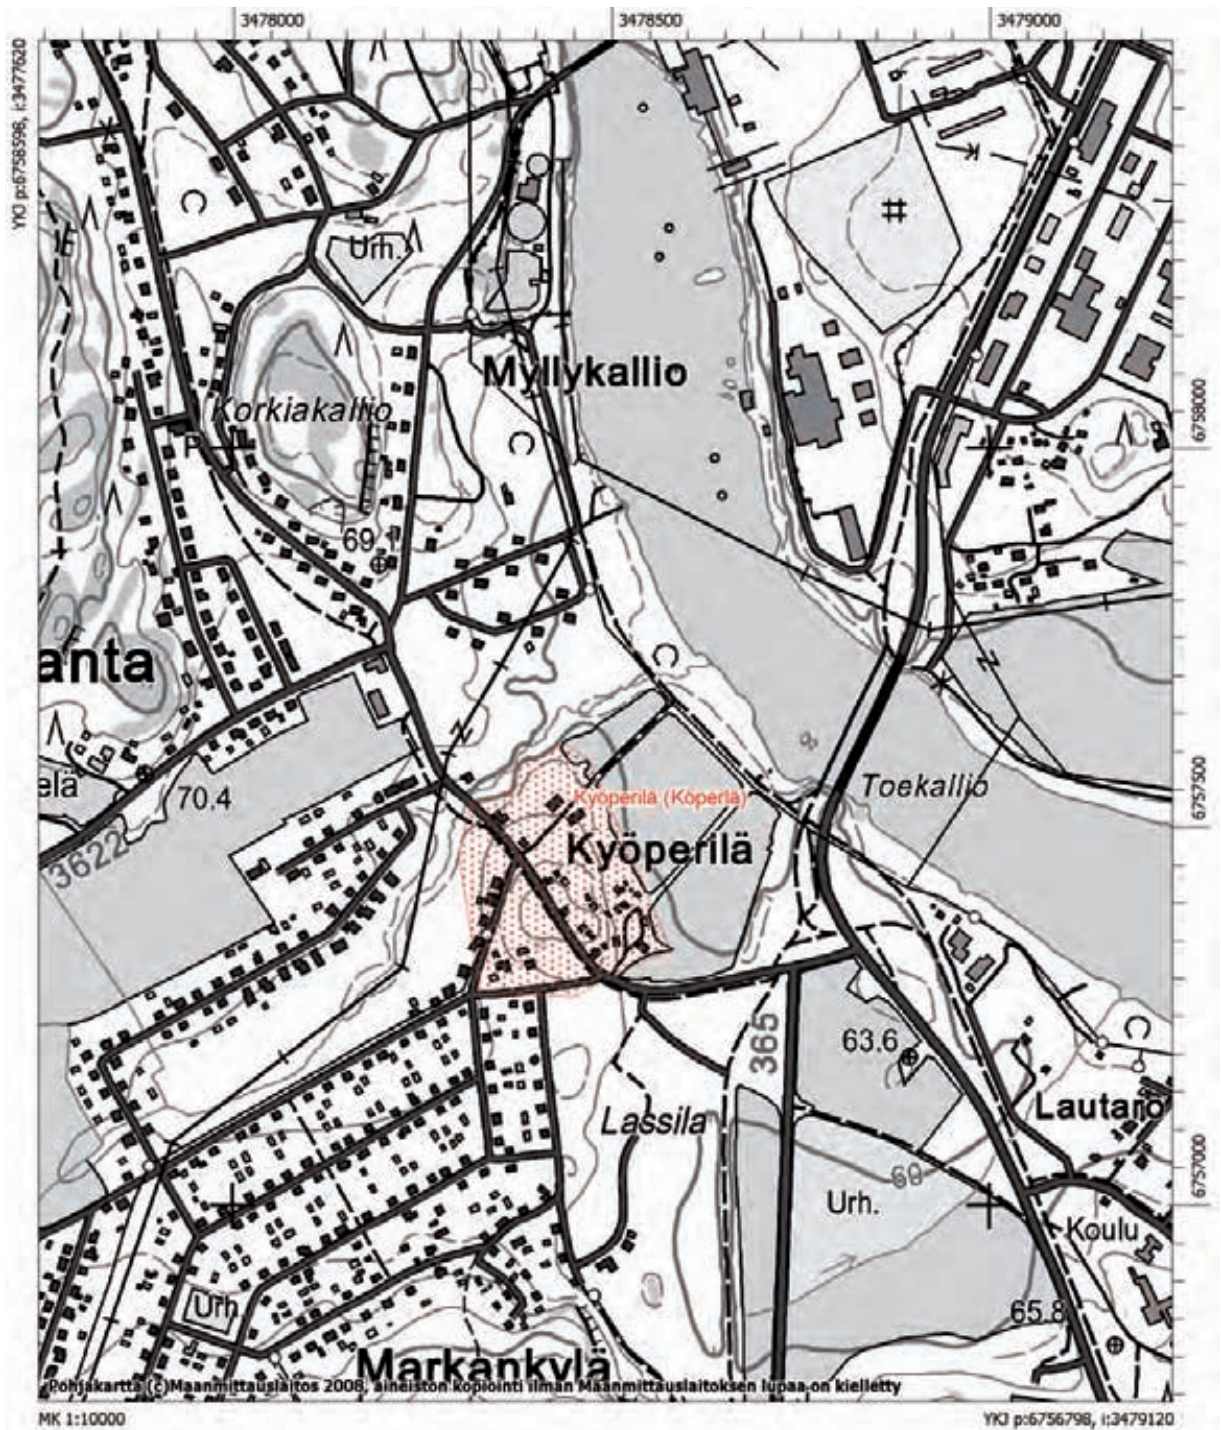 3478000
3478500
3479000
YKJ p:6758598, i:3477620
Urh.
Myllykallio
Korkiakallio
P
6758000
69.1
E
E
anta
elä
70.4
3622
Kyöperilä (Köperlä)
Kyöperilä
Toekallio
6757500
365
63.6
Lassila
Lautaro
60
Urh.
Koulu
6757000
Urh
65.8
Markankylä
Pohjakartta (c)Maanmittauslaitos 2008, aineiston kopiointi ilman Maanmittauslaitoksen lupaa on kielletty
MK 1:10000
YKJ p:6756798, i:3479120